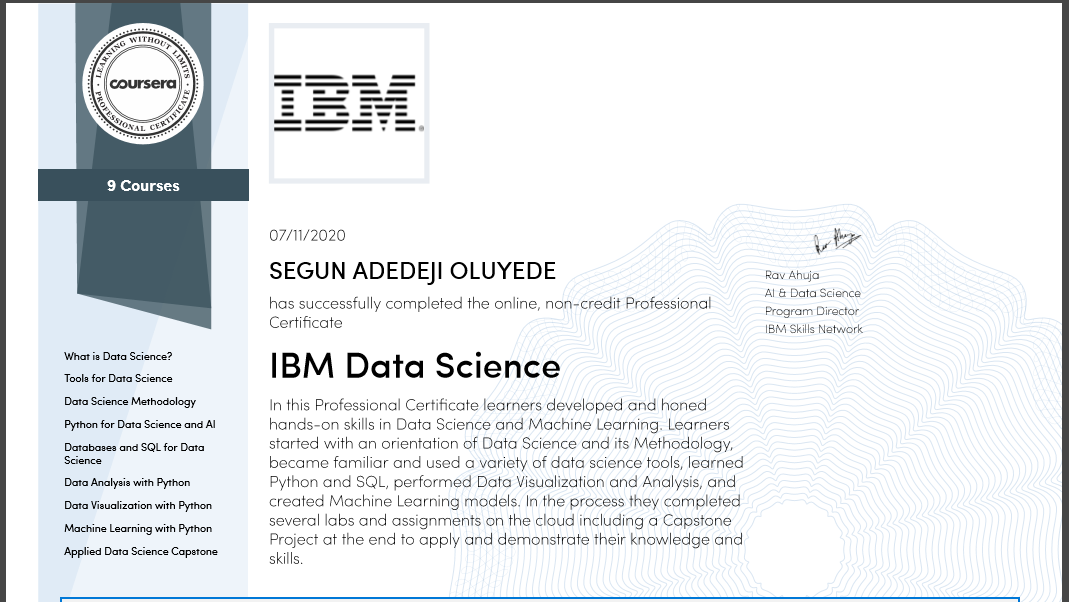 LEARNING WITHOUT LIMITS
coursera
PROFESSIONAL CERTIFICATE
IBM®
9 Courses
07/11/2020
SEGUN ADEDEJI OLUYEDE
has successfully completed the online, non-credit Professional
Certificate
IBM Data Science
In this Professional Certificate learners developed and honed
hands-on skills in Data Science and Machine Learning. Learners
started with an orientation of Data Science and its Methodology,
became familiar and used a variety of data science tools, learned
Python and SQL, performed Data Visualization and Analysis, and
created Machine Learning models. In the process they completed
several labs and assignments on the cloud including a Capstone
Project at the end to apply and demonstrate their knowledge and
skills.
Rav Ahuja
Rav Ahuja
AI & Data Science
Program Director
IBM Skills Network
What is Data Science?
Tools for Data Science
Data Science Methodology
Python for Data Science and AI
Databases and SQL for Data
Science
Data Analysis with Python
Data Visualization with Python
Machine Learning with Python
Applied Data Science Capstone